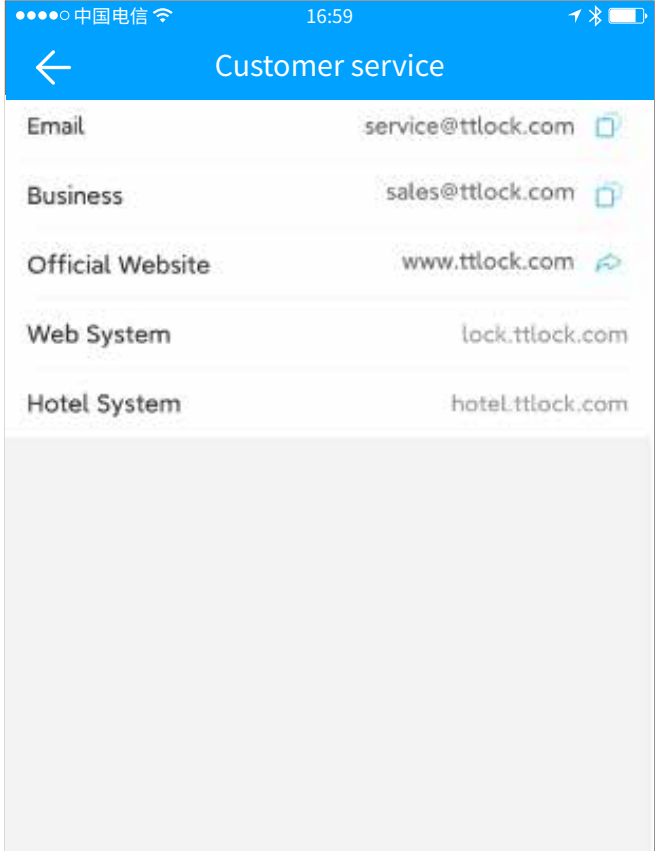 中国电信 16:59
Customer service
Email service@ttlock.com
Business sales@ttlock.com
Official Website www.ttlock.com
Web System lock.ttlock.com
Hotel System hotel.ttlock.com